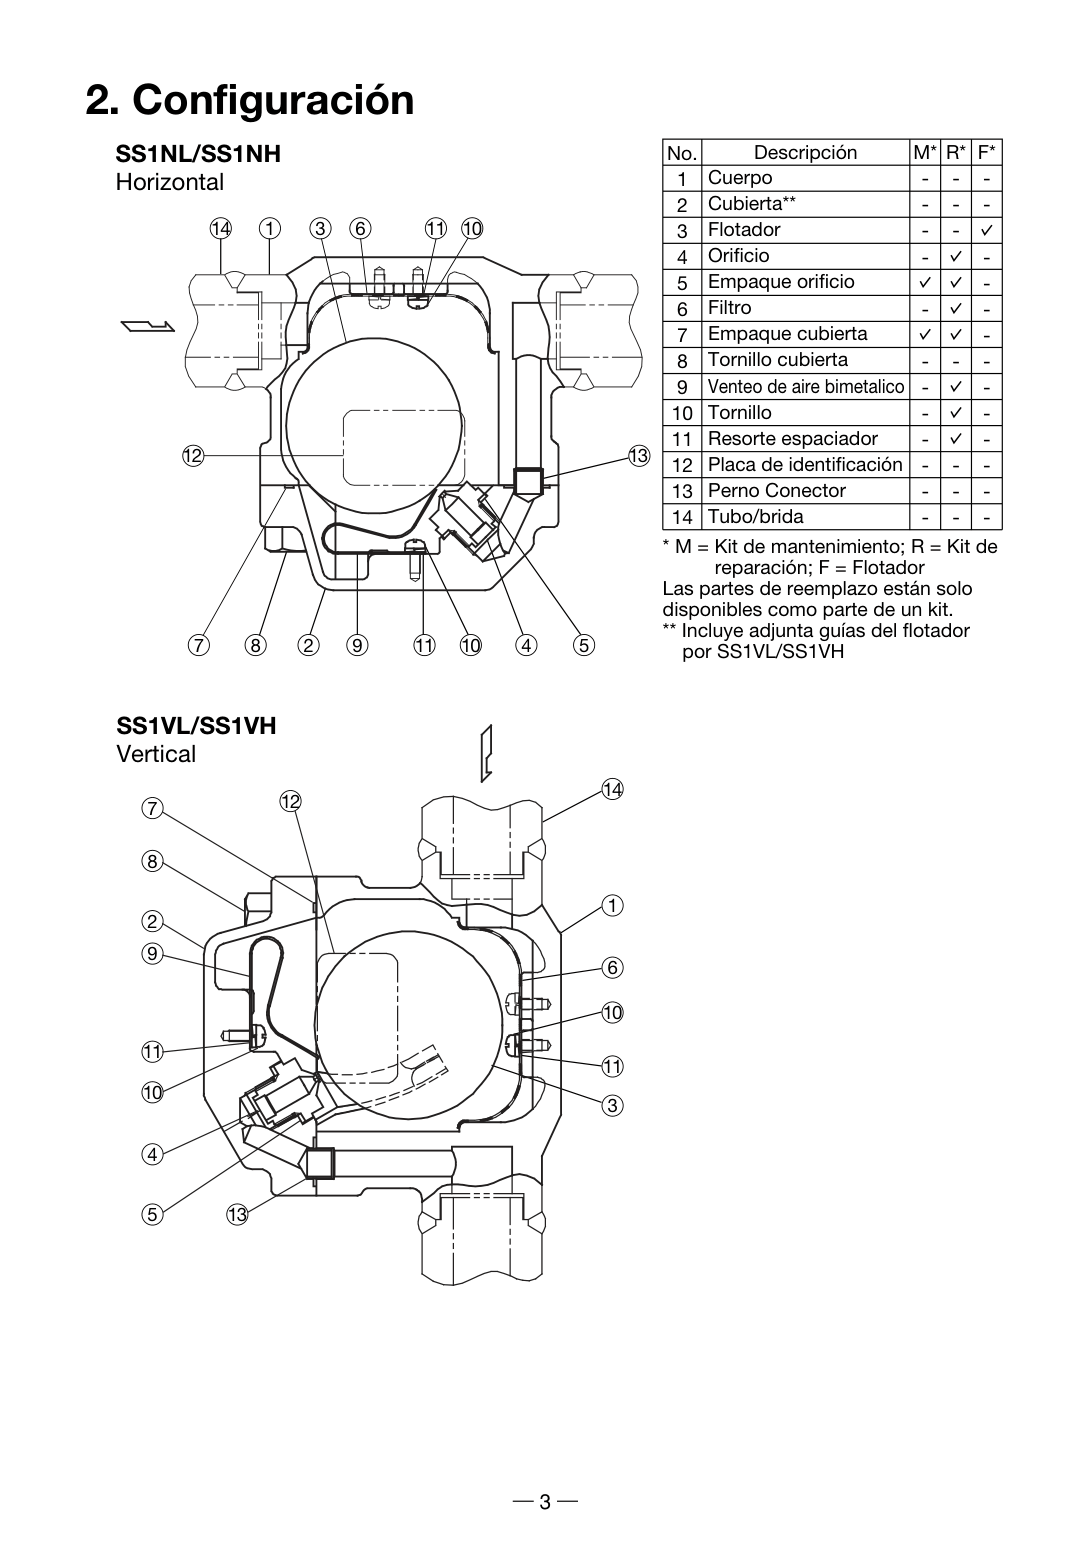 2. Configuración
SS1NL/SS1NH
Horizontal
14 1 3 6 11 10
12 13
7 8 2 9 11 10 4 5
No. Descripción M* R* F*
1 Cuerpo - - -
2 Cubierta** - - -
3 Flotador - - ✓
4 Orificio - ✓ -
5 Empaque orificio ✓ ✓ -
6 Filtro - ✓ -
7 Empaque cubierta ✓ ✓ -
8 Tornillo cubierta - - -
9 Venteo de aire bimetalico - ✓ -
10 Tornillo - ✓ -
11 Resorte espaciador - ✓ -
12 Placa de identificación - - -
13 Perno Conector - - -
14 Tubo/brida - - -
* M = Kit de mantenimiento; R = Kit de
reparación; F = Flotador
Las partes de reemplazo están solo
disponibles como parte de un kit.
** Incluye adjunta guías del flotador
por SS1VL/SS1VH
SS1VL/SS1VH
Vertical
7 12 14
8
2 1
9 6
10
11 11
10 3
4
5 13
— 3 —